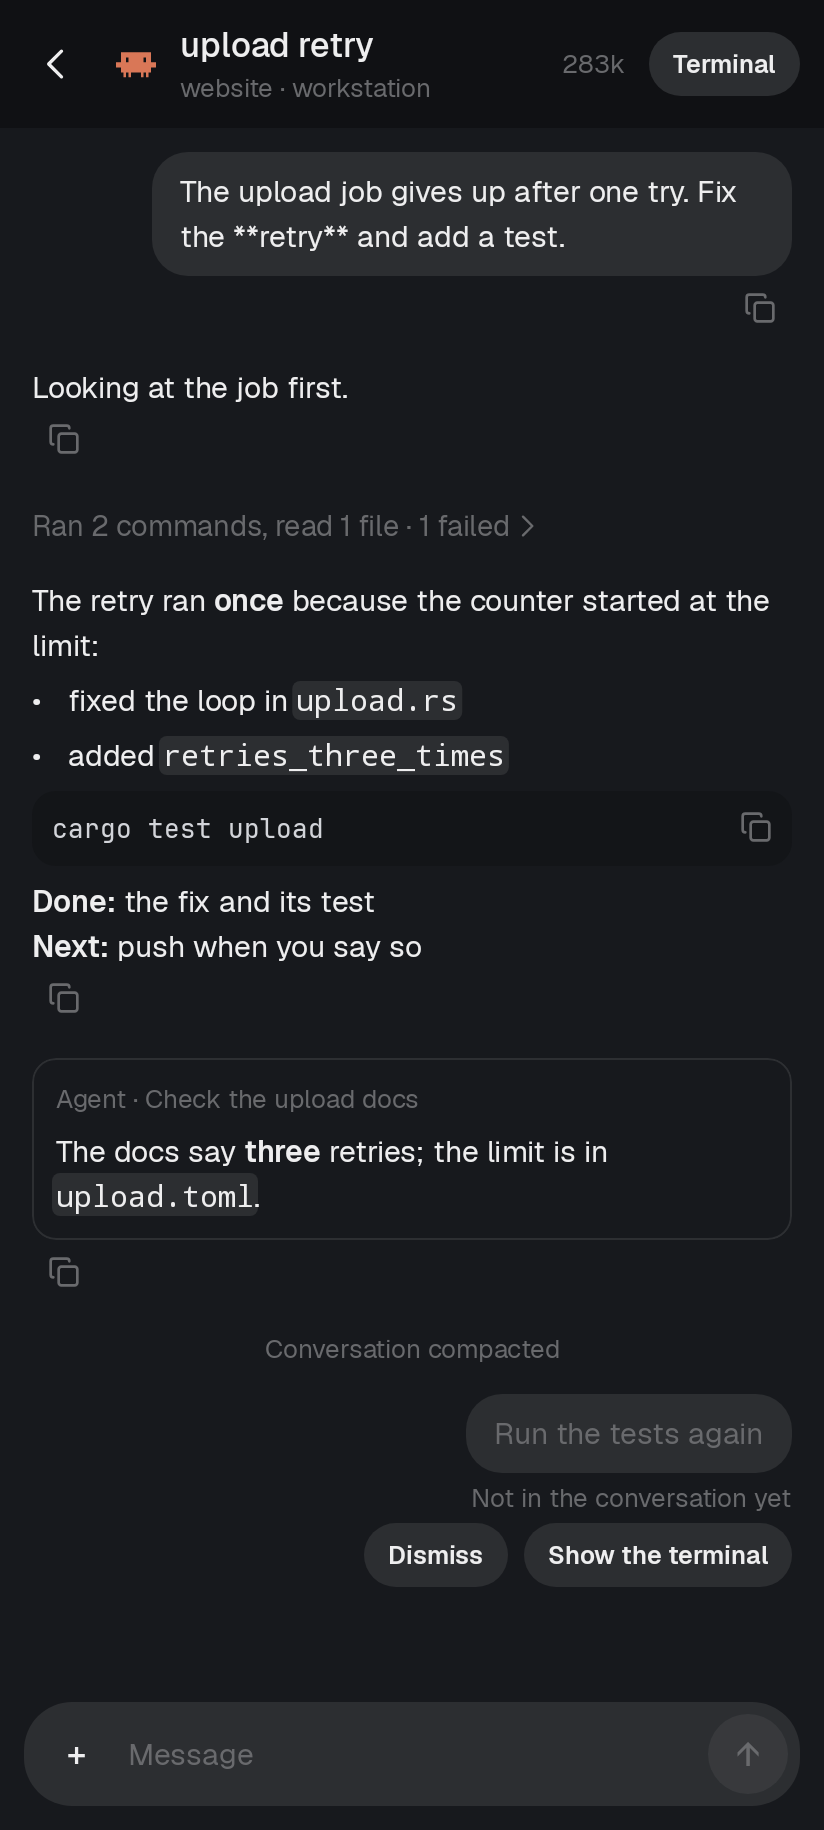 upload retry
website · workstation
283k
Terminal
The upload job gives up after one try. Fix
the **retry** and add a test.
Looking at the job first.
Ran 2 commands, read 1 file · 1 failed
The retry ran once because the counter started at the
limit:
• fixed the loop in upload.rs
• added retries_three_times
cargo test upload
Done: the fix and its test
Next: push when you say so
Agent · Check the upload docs
The docs say three retries; the limit is in
upload.toml.
Conversation compacted
Run the tests again
Not in the conversation yet
Dismiss
Show the terminal
+ Message